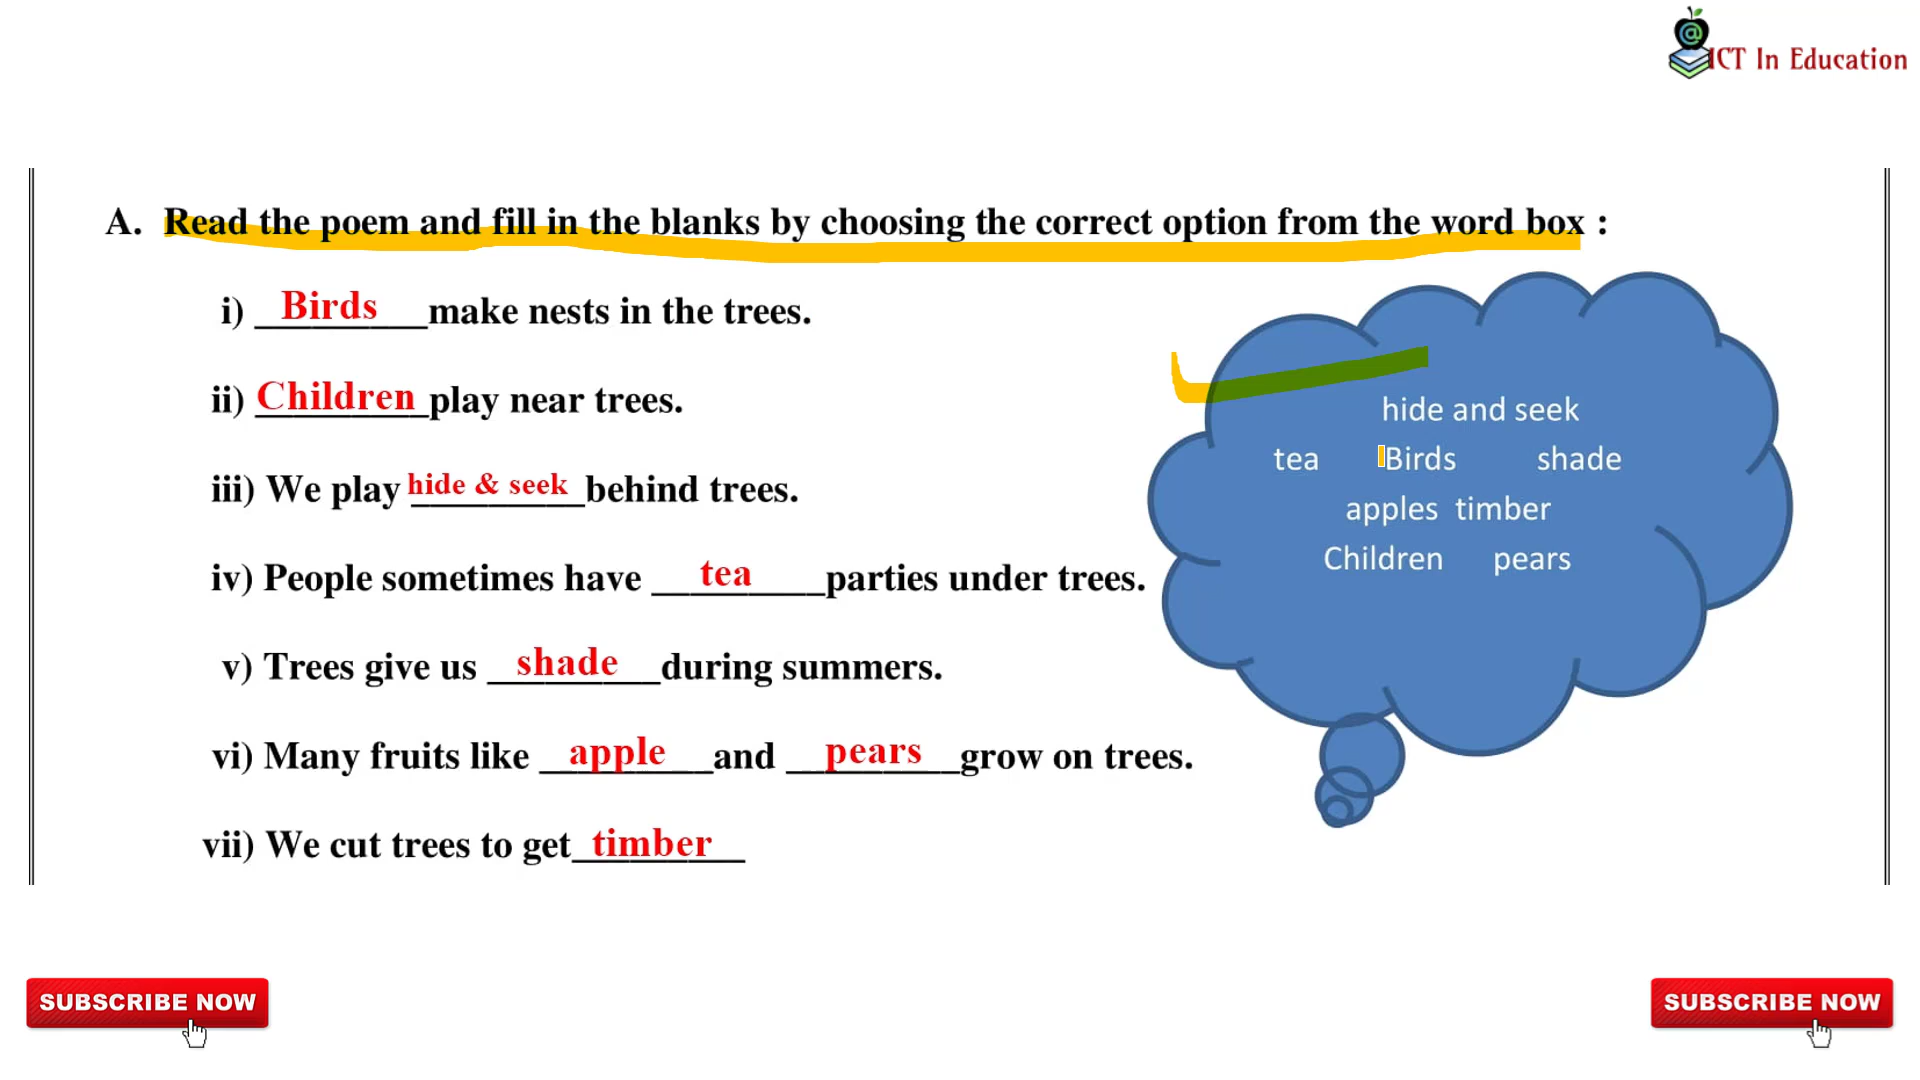 ICT In Education
A. Read the poem and fill in the blanks by choosing the correct option from the word box :
i) Birds make nests in the trees.
ii) Children play near trees.
iii) We play hide & seek behind trees.
iv) People sometimes have tea parties under trees.
v) Trees give us shade during summers.
vi) Many fruits like apple and pears grow on trees.
vii) We cut trees to get timber
hide and seek
tea Birds shade
apples timber
Children pears
SUBSCRIBE NOW
SUBSCRIBE NOW